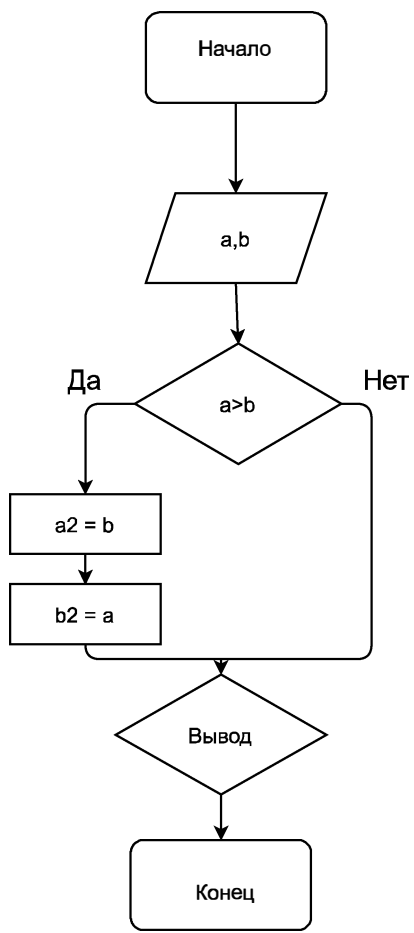 Начало
a,b
Да
Нет
a>b
a2 = b
b2 = a
Вывод
Конец